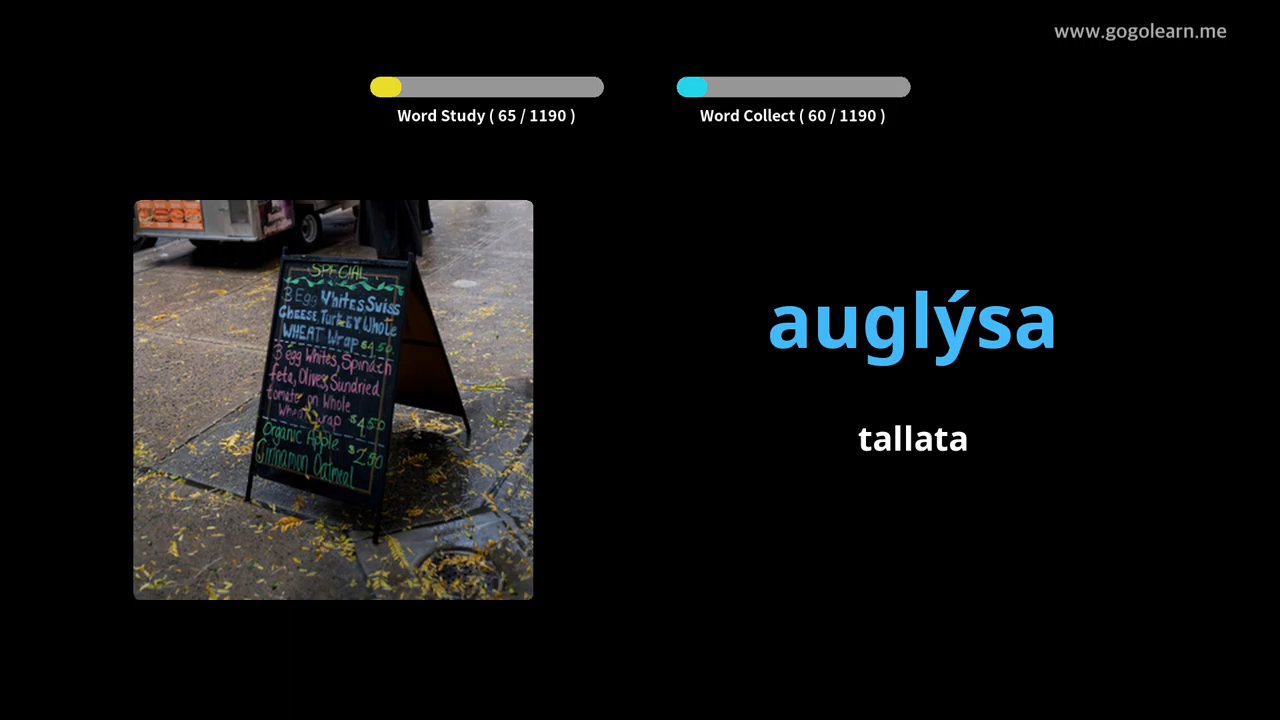 www.gogolearn.me
Word Study ( 65 / 1190 )
Word Collect ( 60 / 1190 )
SPECIAL
3 Egg Whites Swiss
Cheese, Turkey Whole
WHEAT Wrap $4.50
3 egg Whites, Spinach
feta, Olives, Sundried
tomato on Whole
Wheat Wrap $4.50
Organic Apple
Cinnamon Oatmeal
auglýsa
tallata